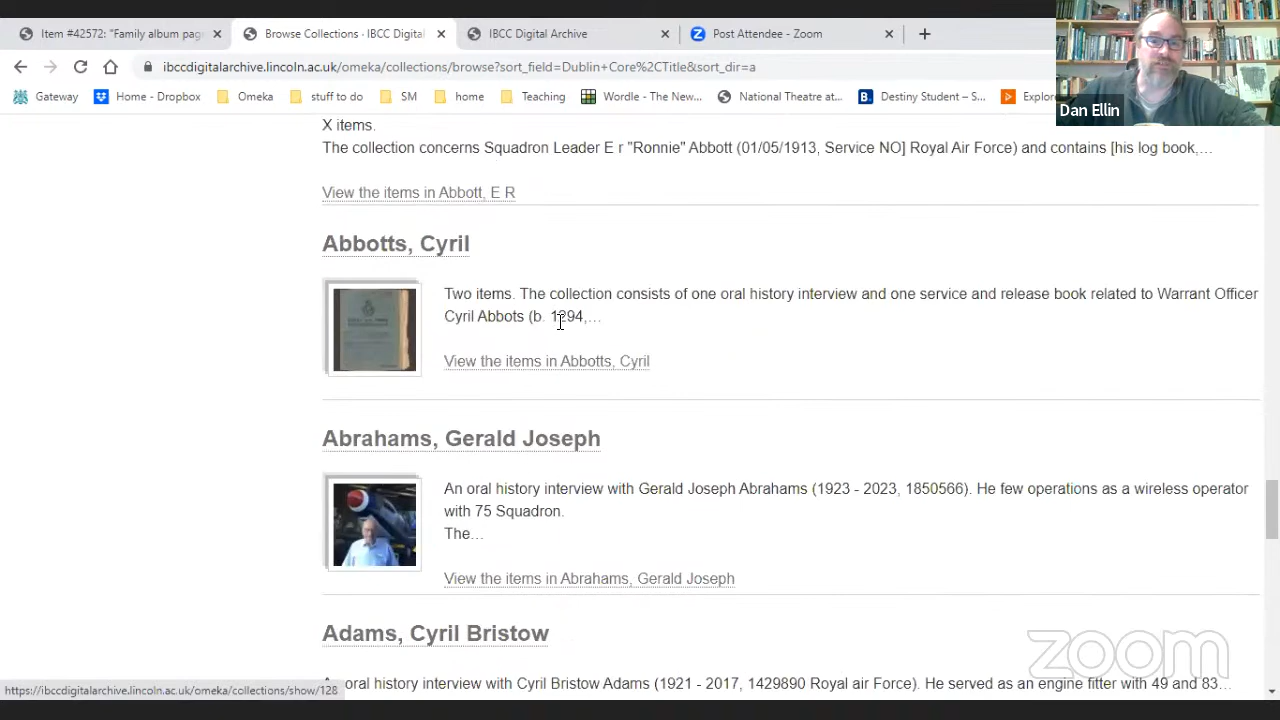 Item #42572: "Family album pag
Browse Collections · IBCC Digital
IBCC Digital Archive
Post Attendee - Zoom
ibccdigitalarchive.lincoln.ac.uk/omeka/collections/browse?sort_field=Dublin+Core%2CTitle&sort_dir=a
Gateway
Home - Dropbox
Omeka
stuff to do
SM
home
Teaching
Wordle - The New...
National Theatre at...
Destiny Student – S...
Explor
Dan Ellin
X items.
The collection concerns Squadron Leader E r "Ronnie" Abbott (01/05/1913, Service NO] Royal Air Force) and contains [his log book,…
View the items in Abbott, E R
Abbotts, Cyril
Two items. The collection consists of one oral history interview and one service and release book related to Warrant Officer
Cyril Abbots (b. 1294,…
View the items in Abbotts, Cyril
Abrahams, Gerald Joseph
An oral history interview with Gerald Joseph Abrahams (1923 - 2023, 1850566). He few operations as a wireless operator
with 75 Squadron.
The…
View the items in Abrahams, Gerald Joseph
Adams, Cyril Bristow
oral history interview with Cyril Bristow Adams (1921 - 2017, 1429890 Royal air Force). He served as an engine fitter with 49 and 83…
https://ibccdigitalarchive.lincoln.ac.uk/omeka/collections/show/128
zoom